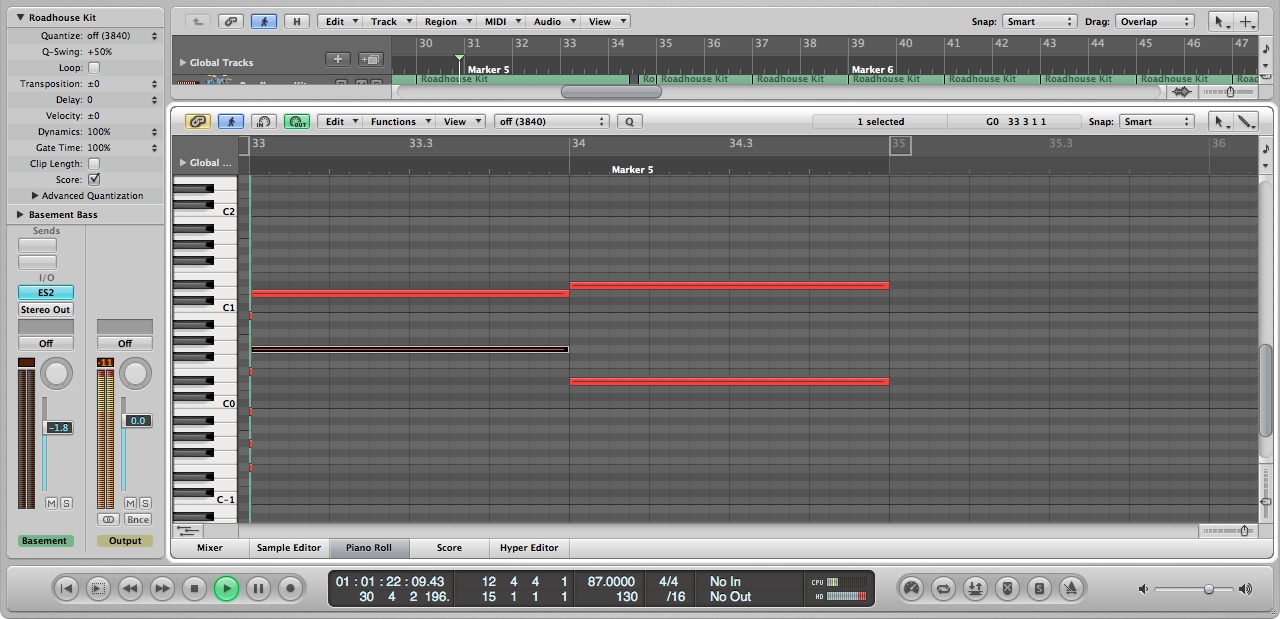 Roadhouse Kit
Quantize: off (3840)
Q-Swing: +50%
Loop:
Transposition: ±0
Delay: 0
Velocity: ±0
Dynamics: 100%
Gate Time: 100%
Clip Length:
Score:
Advanced Quantization
Basement Bass
Sends
I/O
ES2
Stereo Out
Off Off
-11
-1.8 0.0
M S M S
Bnce
Basement Output
H Edit Track Region MIDI Audio View Snap: Smart Drag: Overlap
30 31 32 33 34 35 36 37 38 39 40 41 42 43 44 45 46 47
Global Tracks
Marker 5 Marker 6
Roadhouse Kit Ro Roadhouse Kit Roadhouse Kit Roadhouse Kit Roadhouse Kit Roadhouse Kit Roadhouse Kit Road
IN OUT Edit Functions View off (3840) Q 1 selected G0 33 3 1 1 Snap: Smart
33 33.3 34 34.3 35 35.3 36
Global ...
Marker 5
C2
C1
C0
C-1
Mixer Sample Editor Piano Roll Score Hyper Editor
01 : 01 : 22 : 09.43 12 4 4 1 87.0000 4/4 No In CPU
30 4 2 196. 15 1 1 1 130 /16 No Out HD
S